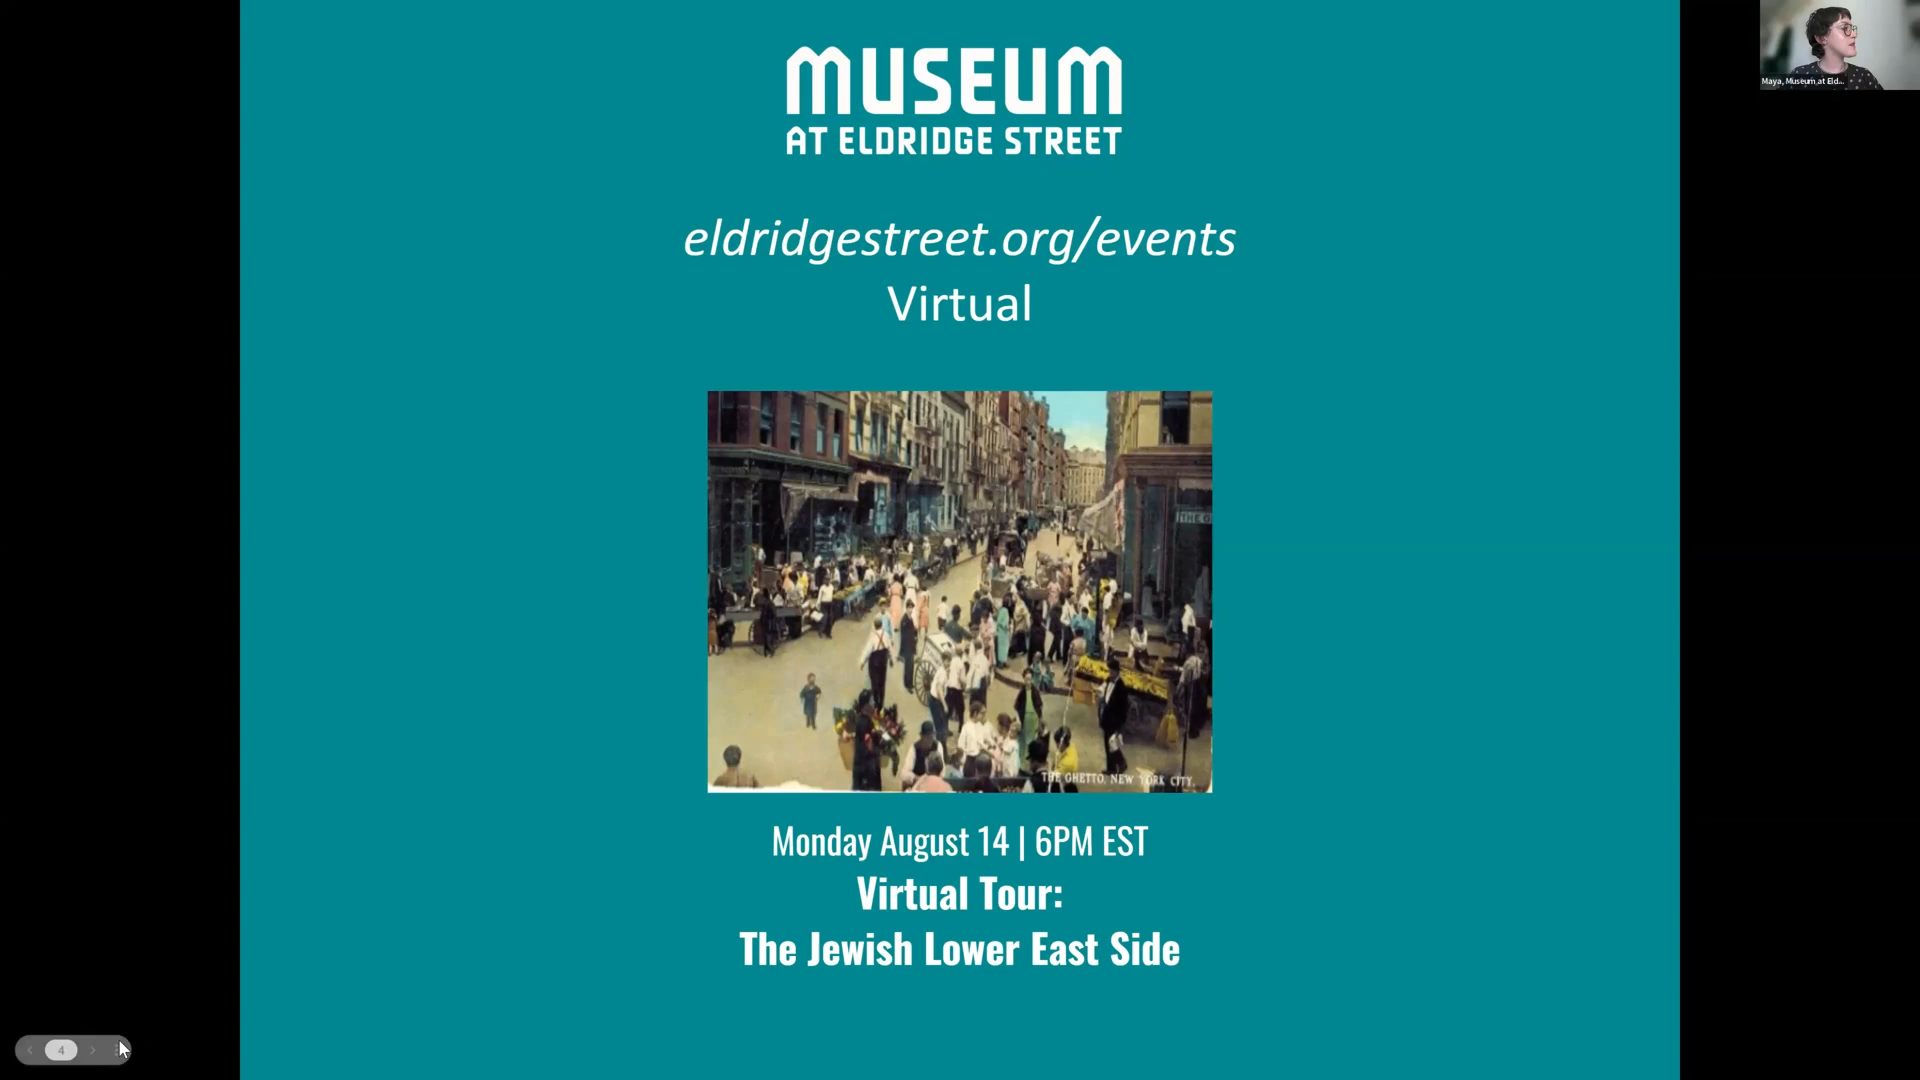 MUSEUM
AT ELDRIDGE STREET
Maya, Museum at Eld...
eldridgestreet.org/events
Virtual
THE GHETTO, NEW YORK CITY.
Monday August 14 | 6PM EST
Virtual Tour:
The Jewish Lower East Side
4